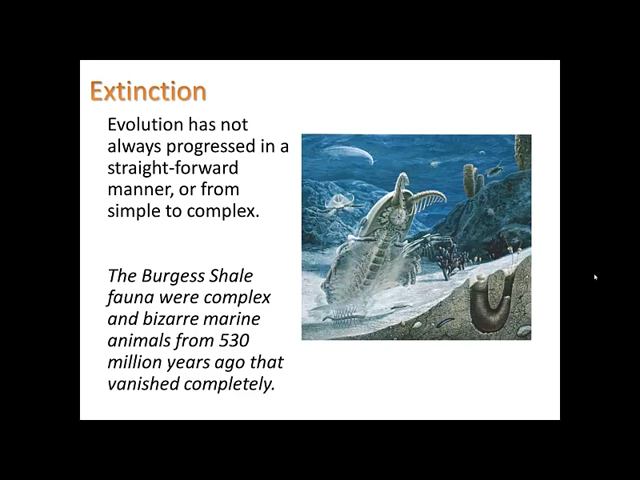 Extinction
Evolution has not
always progressed in a
straight-forward
manner, or from
simple to complex.
The Burgess Shale
fauna were complex
and bizarre marine
animals from 530
million years ago that
vanished completely.